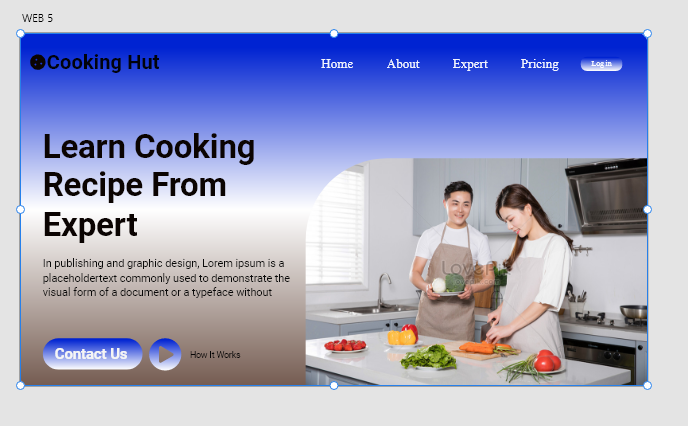 WEB 5
Cooking Hut
Home About Expert Pricing Log in
Learn Cooking
Recipe From
Expert
In publishing and graphic design, Lorem ipsum is a
placeholdertext commonly used to demonstrate the
visual form of a document or a typeface without
Contact Us
How It Works